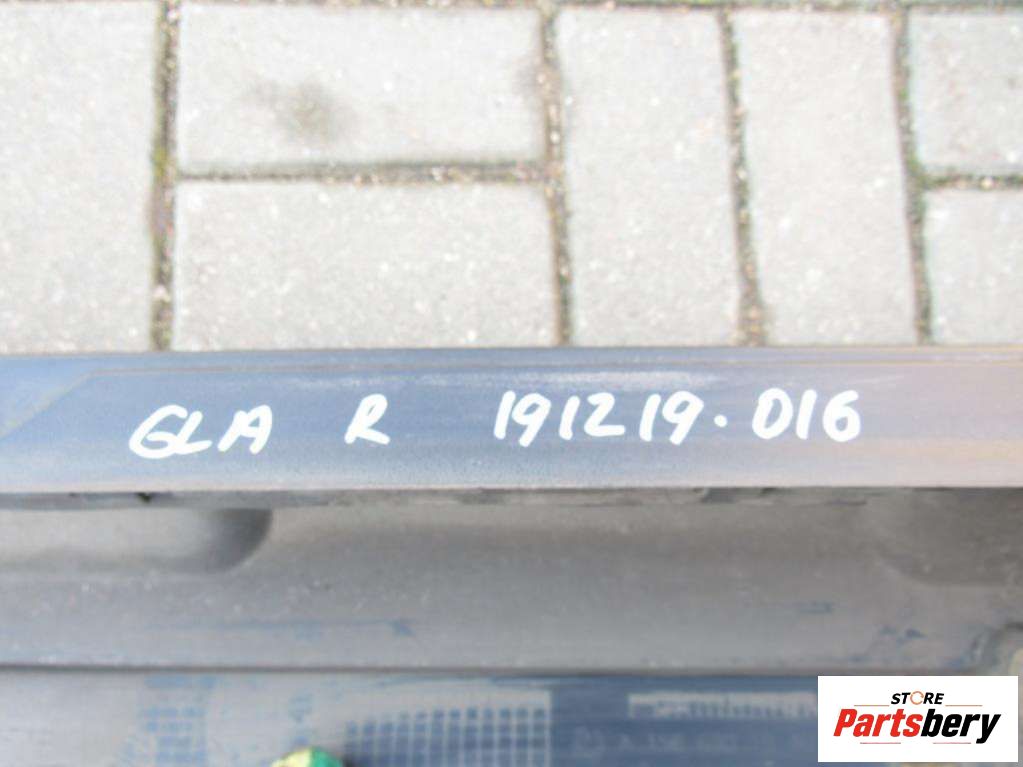 GLA R 191219.016
STORE
Partsbery